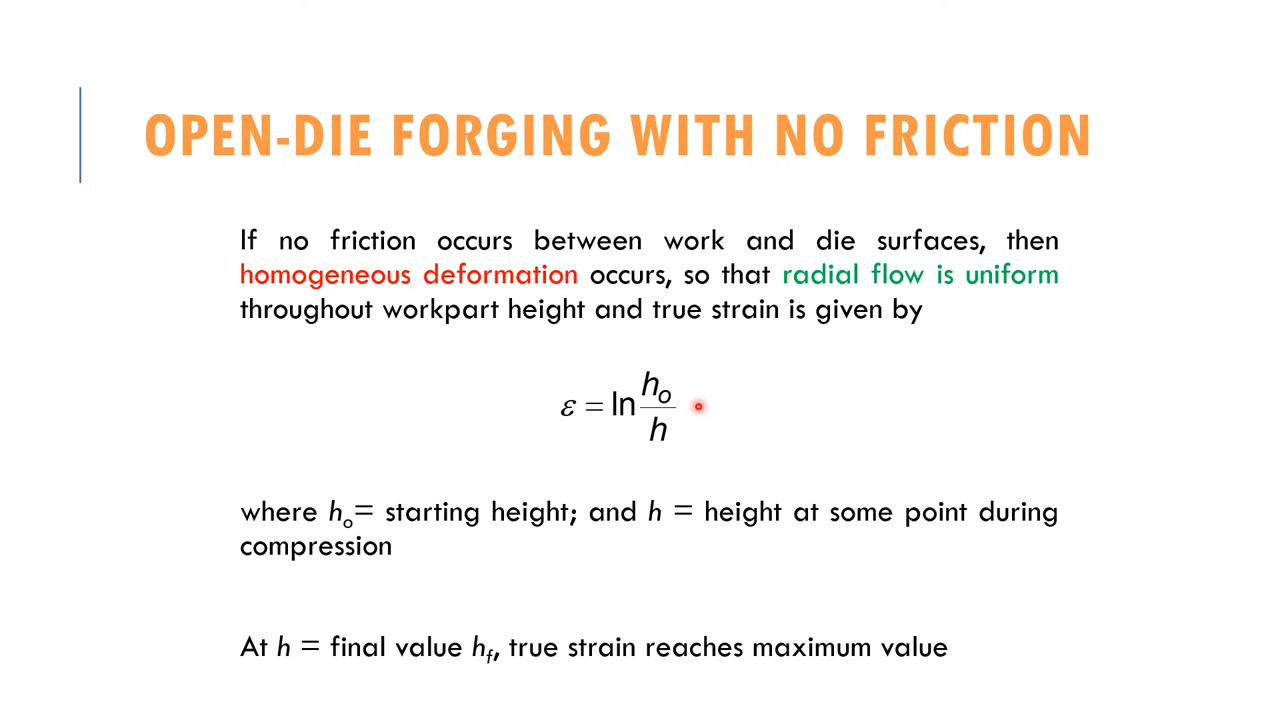 OPEN-DIE FORGING WITH NO FRICTION
If no friction occurs between work and die surfaces, then
homogeneous deformation occurs, so that radial flow is uniform
throughout workpart height and true strain is given by
ε = ln h₀/h
where hₒ= starting height; and h = height at some point during
compression
At h = final value h_f, true strain reaches maximum value